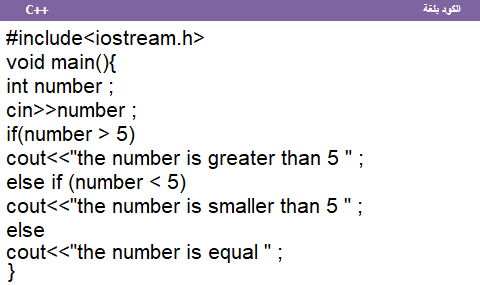 C++ الكود بلغة
#include<iostream.h>
void main(){
int number ;
cin>>number ;
if(number > 5)
cout<<"the number is greater than 5 " ;
else if (number < 5)
cout<<"the number is smaller than 5 " ;
else
cout<<"the number is equal " ;
}